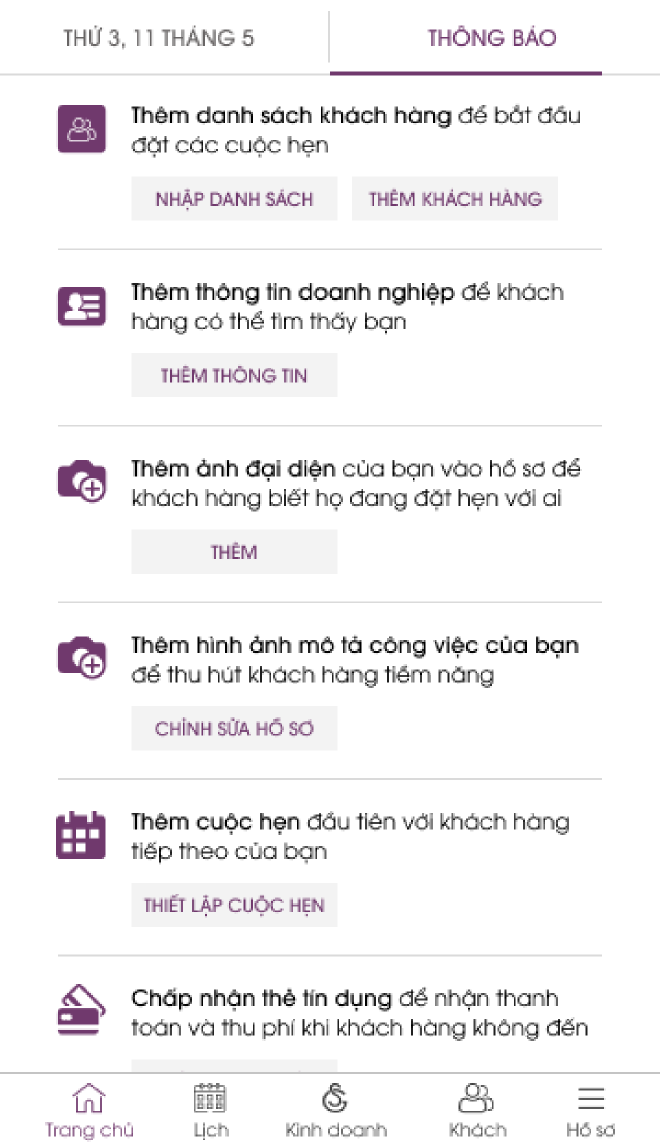 THỨ 3, 11 THÁNG 5
THÔNG BÁO
Thêm danh sách khách hàng để bắt đầu
đặt các cuộc hẹn
NHẬP DANH SÁCH
THÊM KHÁCH HÀNG
Thêm thông tin doanh nghiệp để khách
hàng có thể tìm thấy bạn
THÊM THÔNG TIN
Thêm ảnh đại diện của bạn vào hồ sơ để
khách hàng biết họ đang đặt hẹn với ai
THÊM
Thêm hình ảnh mô tả công việc của bạn
để thu hút khách hàng tiềm năng
CHỈNH SỬA HỒ SƠ
Thêm cuộc hẹn đầu tiên với khách hàng
tiếp theo của bạn
THIẾT LẬP CUỘC HẸN
Chấp nhận thẻ tín dụng để nhận thanh
toán và thu phí khi khách hàng không đến
Trang chủ
Lịch
Kinh doanh
Khách
Hồ sơ